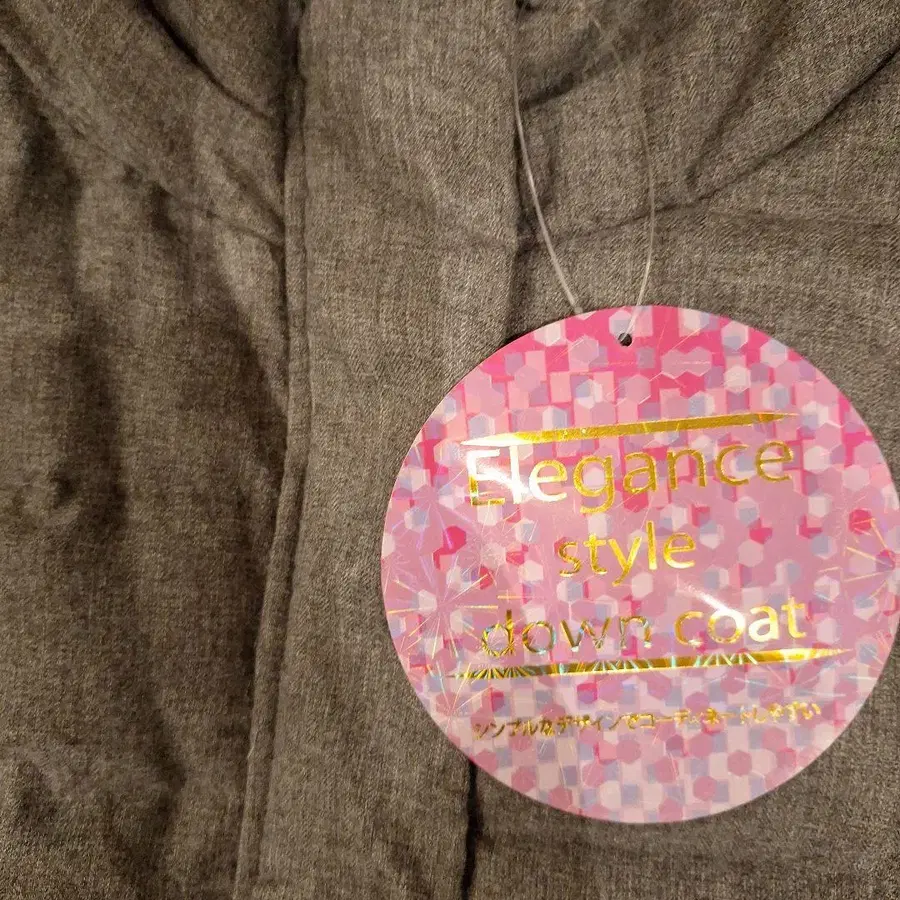 Elegance
style
down coat
シンプルなデザインでコーディネートしやすい